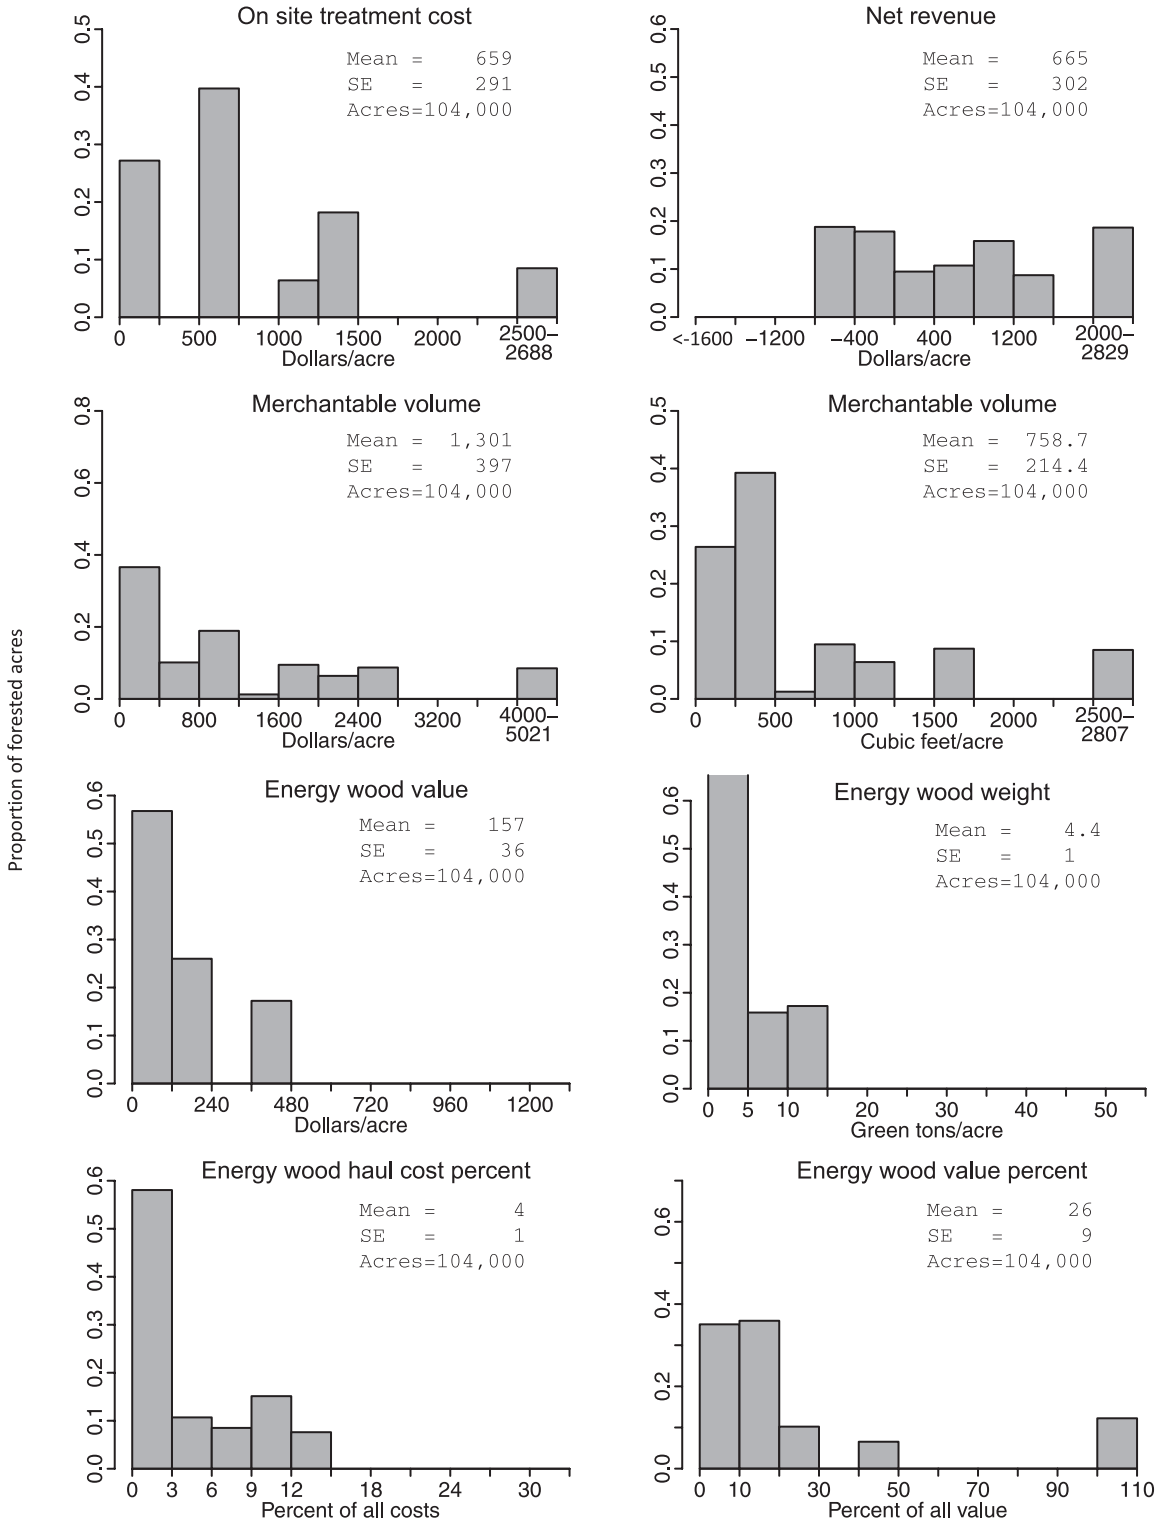 Proportion of forested acres
On site treatment cost
Mean = 659
SE = 291
Acres=104,000
0.0 0.1 0.2 0.3 0.4 0.5
0 500 1000 1500 2000 2500–
2688
Dollars/acre
Net revenue
Mean = 665
SE = 302
Acres=104,000
0.0 0.1 0.2 0.3 0.4 0.5 0.6
<-1600 −1200 −400 400 1200 2000–
2829
Dollars/acre
Merchantable volume
Mean = 1,301
SE = 397
Acres=104,000
0.0 0.2 0.4 0.6 0.8
0 800 1600 2400 3200 4000–
5021
Dollars/acre
Merchantable volume
Mean = 758.7
SE = 214.4
Acres=104,000
0.0 0.1 0.2 0.3 0.4 0.5
0 500 1000 1500 2000 2500–
2807
Cubic feet/acre
Energy wood value
Mean = 157
SE = 36
Acres=104,000
0.0 0.1 0.2 0.3 0.4 0.5 0.6
0 240 480 720 960 1200
Dollars/acre
Energy wood weight
Mean = 4.4
SE = 1
Acres=104,000
0.0 0.1 0.2 0.3 0.4 0.5 0.6
0 5 10 20 30 40 50
Green tons/acre
Energy wood haul cost percent
Mean = 4
SE = 1
Acres=104,000
0.0 0.1 0.2 0.3 0.4 0.5 0.6
0 3 6 9 12 18 24 30
Percent of all costs
Energy wood value percent
Mean = 26
SE = 9
Acres=104,000
0.0 0.2 0.4 0.6
0 10 30 50 70 90 110
Percent of all value